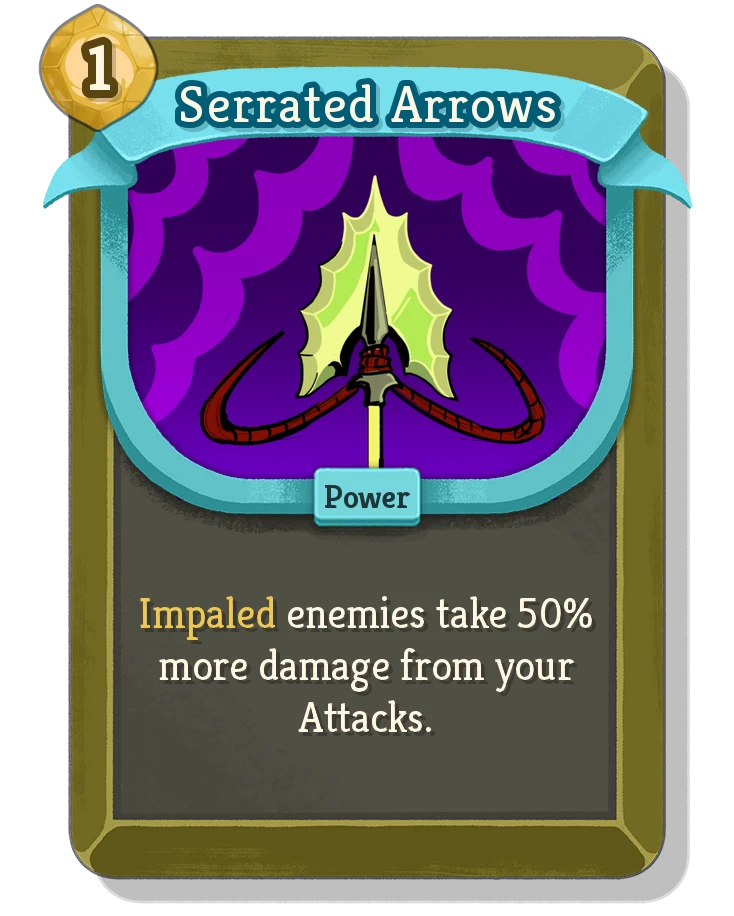 1
Serrated Arrows
Power
Impaled enemies take 50%
more damage from your
Attacks.